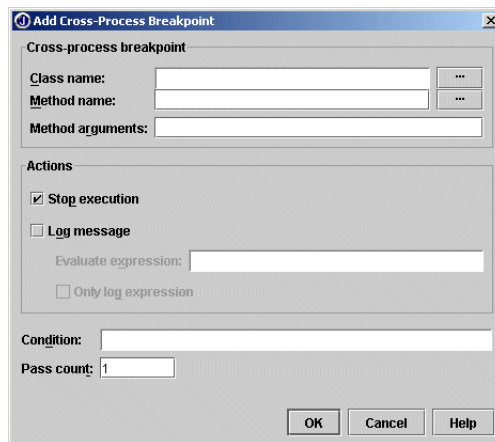 Add Cross-Process Breakpoint
Cross-process breakpoint
Class name: ...
Method name: ...
Method arguments:
Actions
Stop execution
Log message
Evaluate expression:
Only log expression
Condition:
Pass count: 1
OK Cancel Help